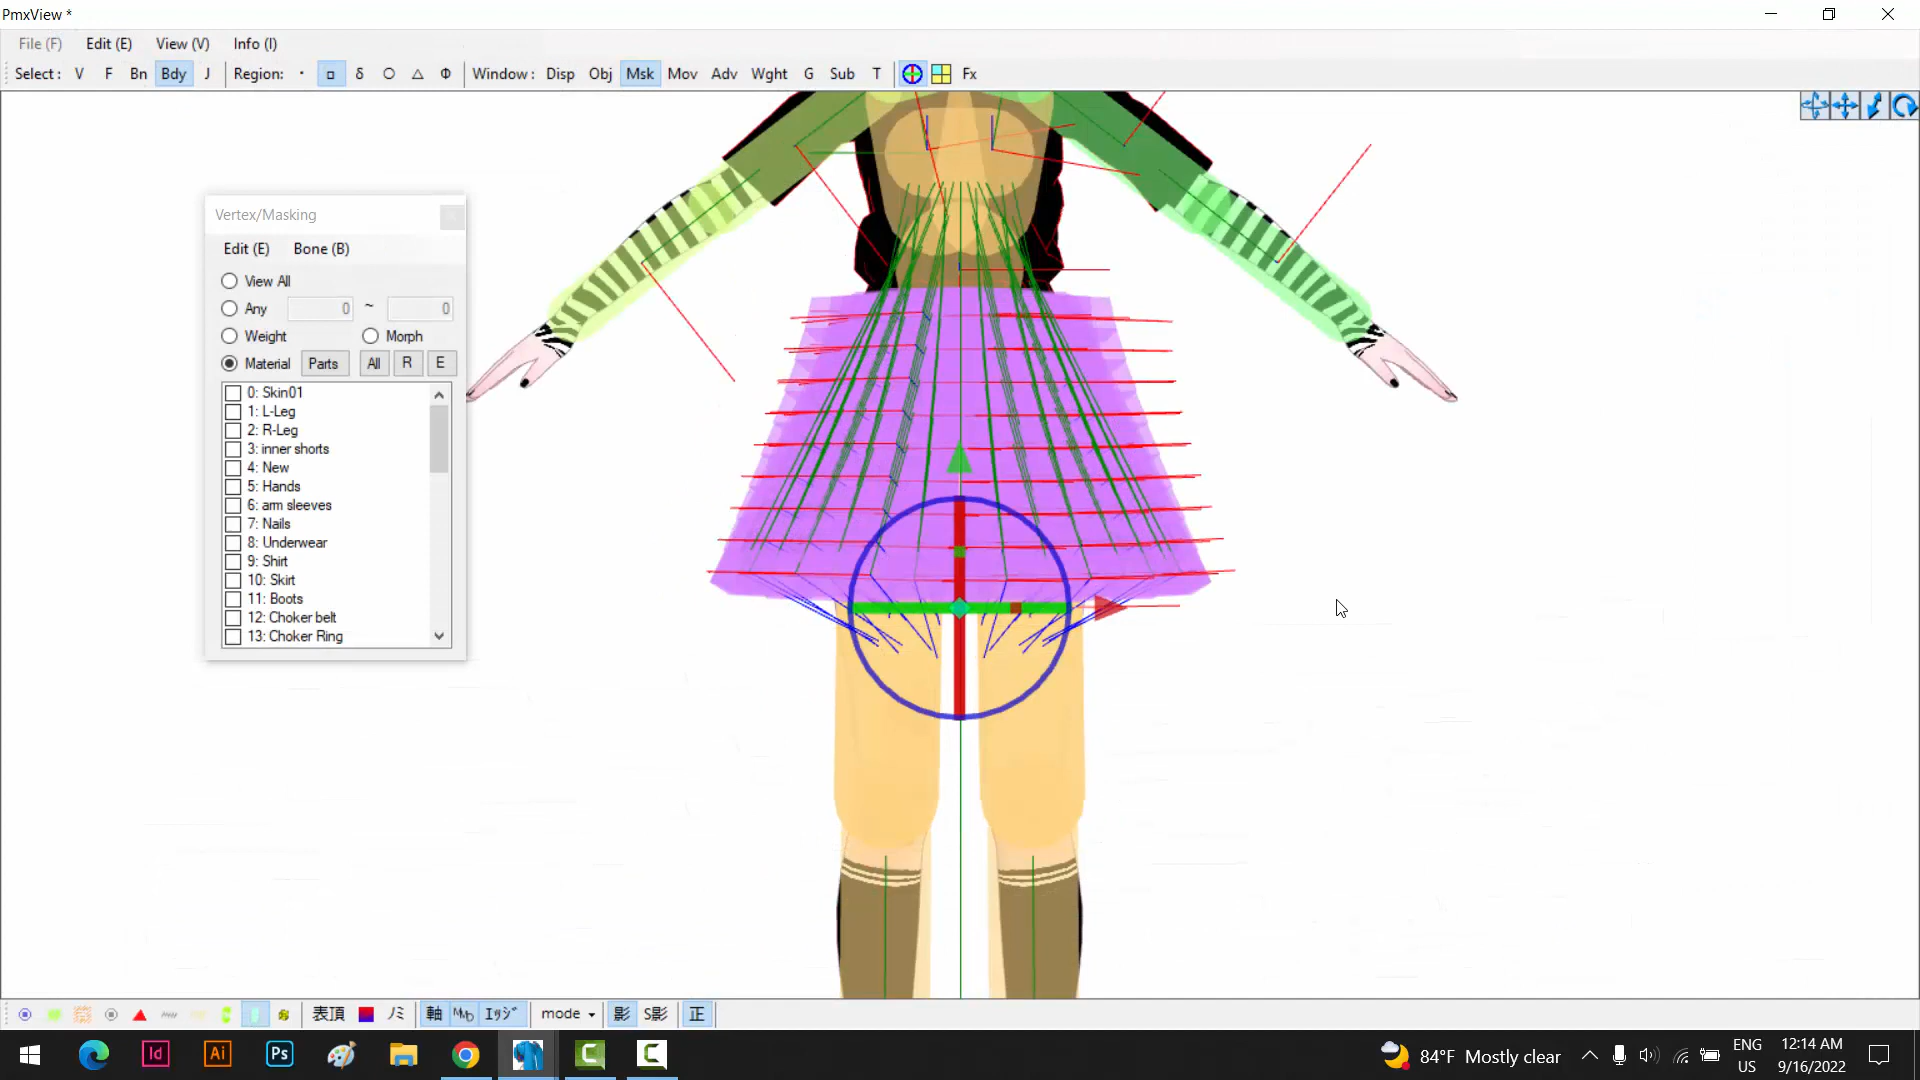 PmxView *
File (F) Edit (E) View (V) Info (I)
Select : V F Bn Bdy J Region: Window : Disp Obj Msk Mov Adv Wght G Sub T Fx
Vertex/Masking
Edit (E) Bone (B)
View All
Any 0 ~ 0
Weight Morph
Material Parts All R E
0: Skin01
1: L-Leg
2: R-Leg
3: inner shorts
4: New
5: Hands
6: arm sleeves
7: Nails
8: Underwear
9: Shirt
10: Skirt
11: Boots
12: Choker belt
13: Choker Ring
表頂 ノミ 軸 エッジ mode 影 S影 正
Id Ai Ps C C
84°F Mostly clear
ENG
US
12:14 AM
9/16/2022